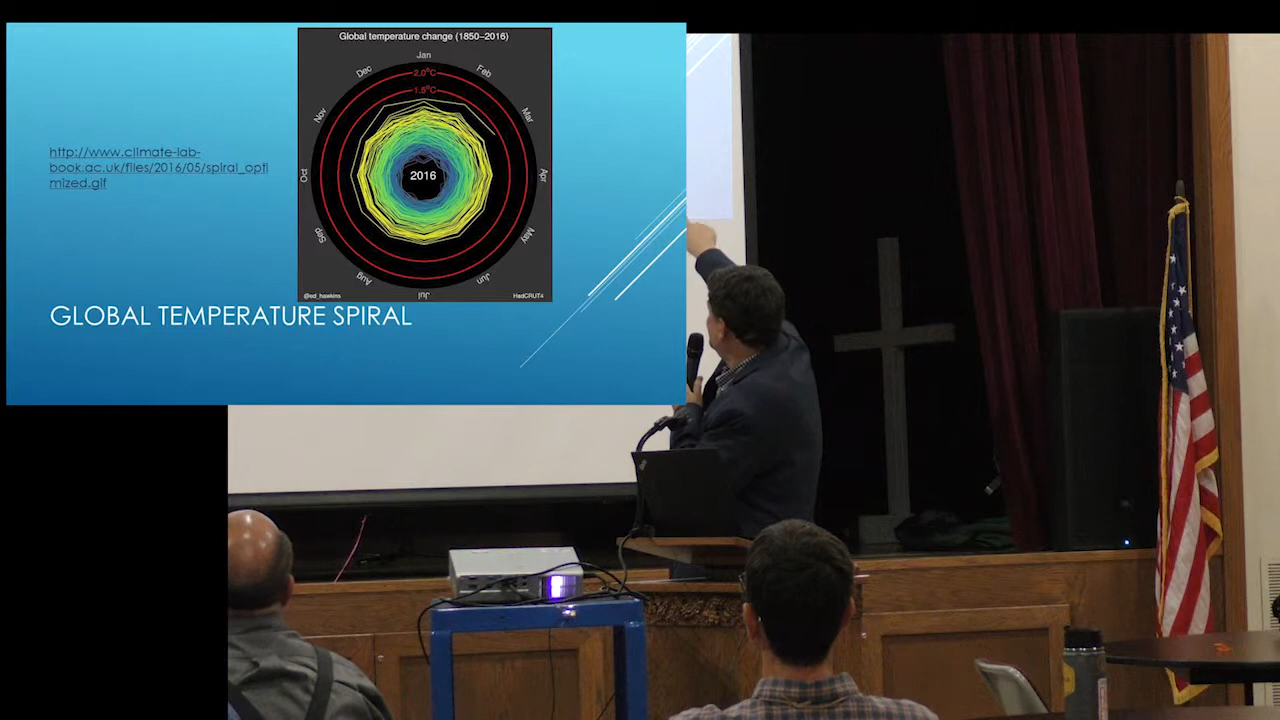 Global temperature change (1850–2016)
Jan
Dec
Feb
2.0°C
1.5°C
Nov
Mar
http://www.climate-lab-
book.ac.uk/files/2016/05/spiral_opti
mized.gif
Oct
2016
Apr
Sep
May
Aug
Jun
Jul
@ed_hawkins
HadCRUT4
GLOBAL TEMPERATURE SPIRAL